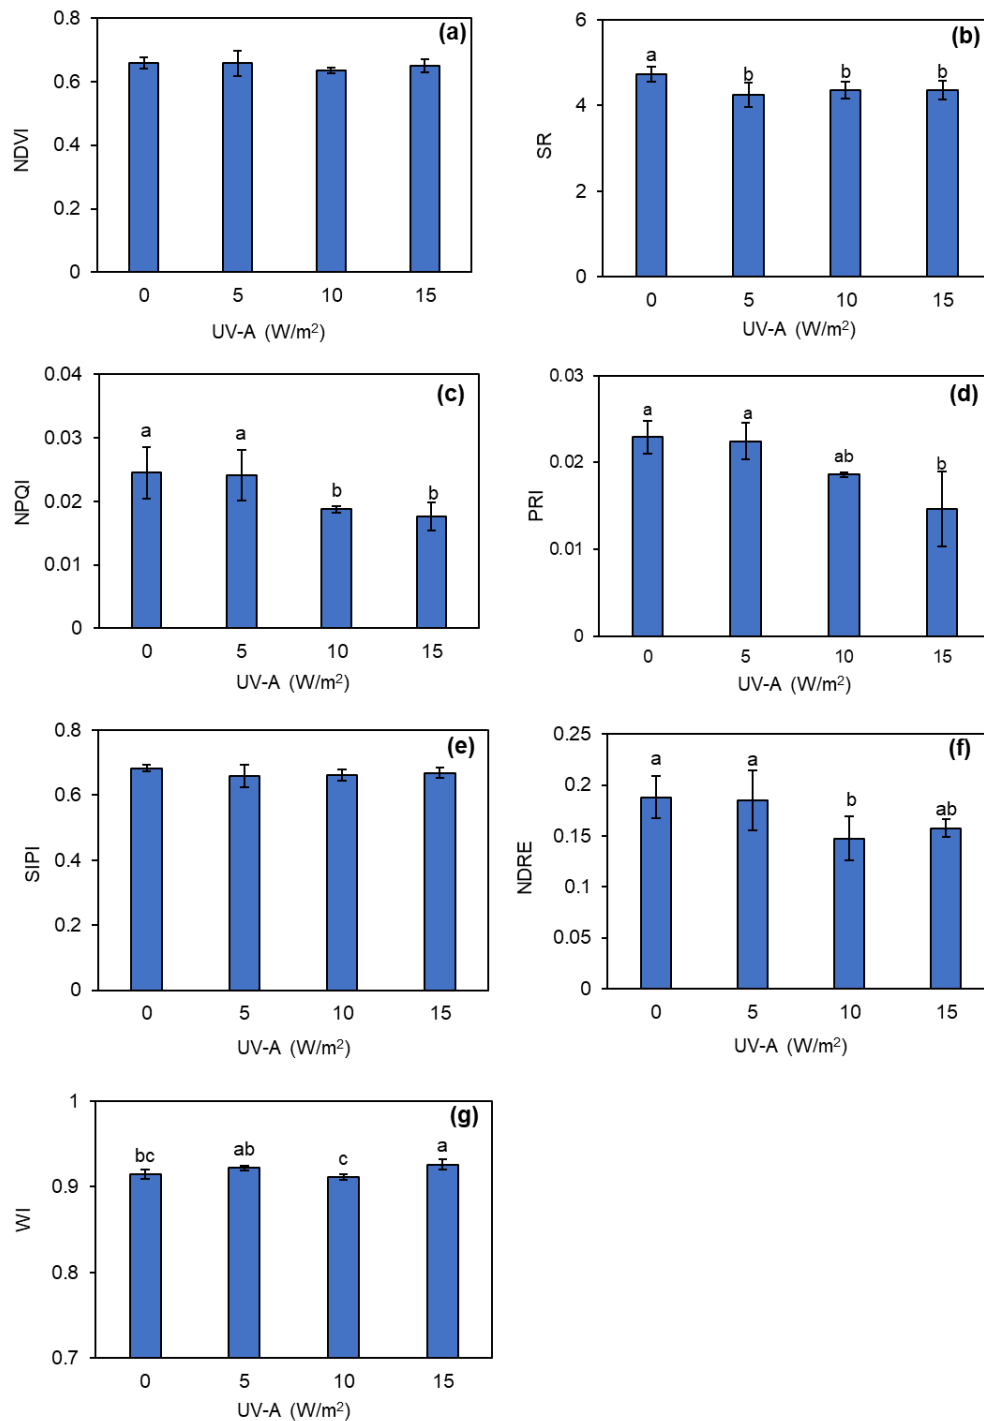 (a)
0.8
0.6
0.4
0.2
0
NDVI
0 5 10 15
UV-A (W/m²)
(b)
6
4
2
0
SR
a b b b
0 5 10 15
UV-A (W/m²)
(c)
0.04
0.03
0.02
0.01
0
NPQI
a a b b
0 5 10 15
UV-A (W/m²)
(d)
0.03
0.02
0.01
0
PRI
a a ab b
0 5 10 15
UV-A (W/m²)
(e)
0.8
0.6
0.4
0.2
0
SIPI
0 5 10 15
UV-A (W/m²)
(f)
0.25
0.2
0.15
0.1
0.05
0
NDRE
a a b ab
0 5 10 15
UV-A (W/m²)
(g)
1
0.9
0.8
0.7
WI
bc ab c a
0 5 10 15
UV-A (W/m²)